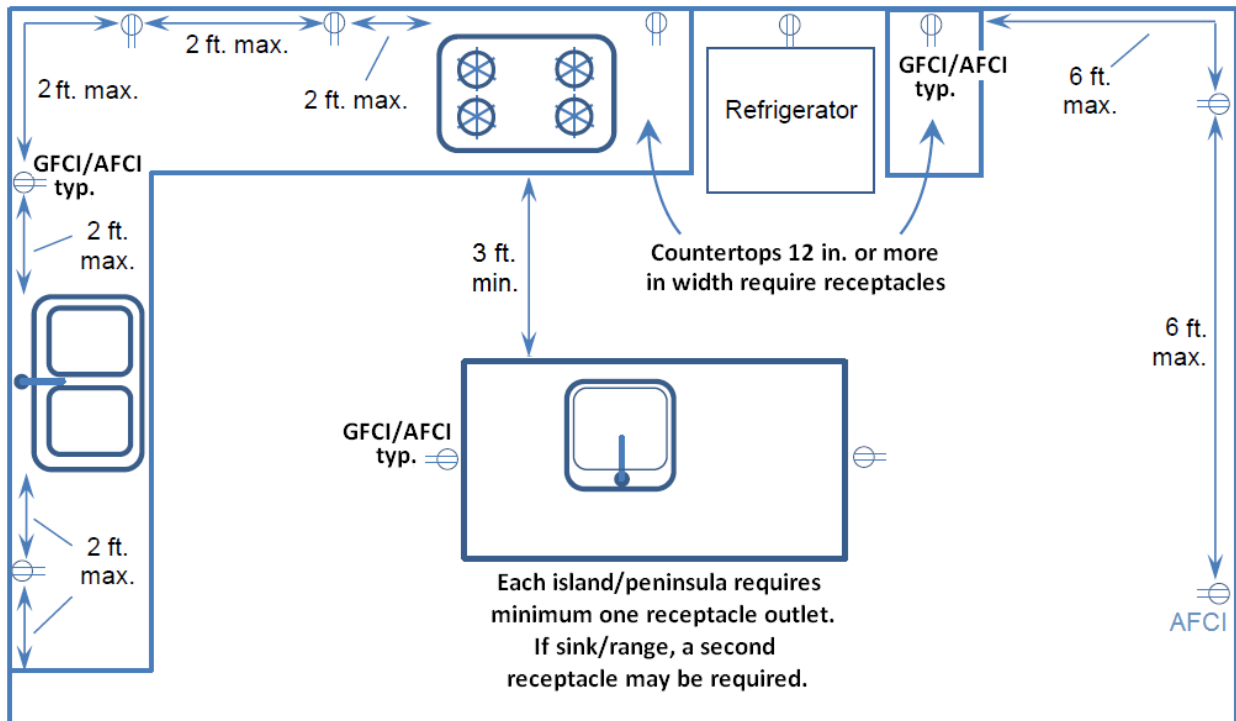 2 ft. max.
2 ft. max.
2 ft. max.
GFCI/AFCI
typ.
2 ft.
max.
Refrigerator
GFCI/AFCI
typ.
6 ft.
max.
3 ft.
min.
Countertops 12 in. or more
in width require receptacles
6 ft.
max.
GFCI/AFCI
typ.
2 ft.
max.
Each island/peninsula requires
minimum one receptacle outlet.
If sink/range, a second
receptacle may be required.
AFCI